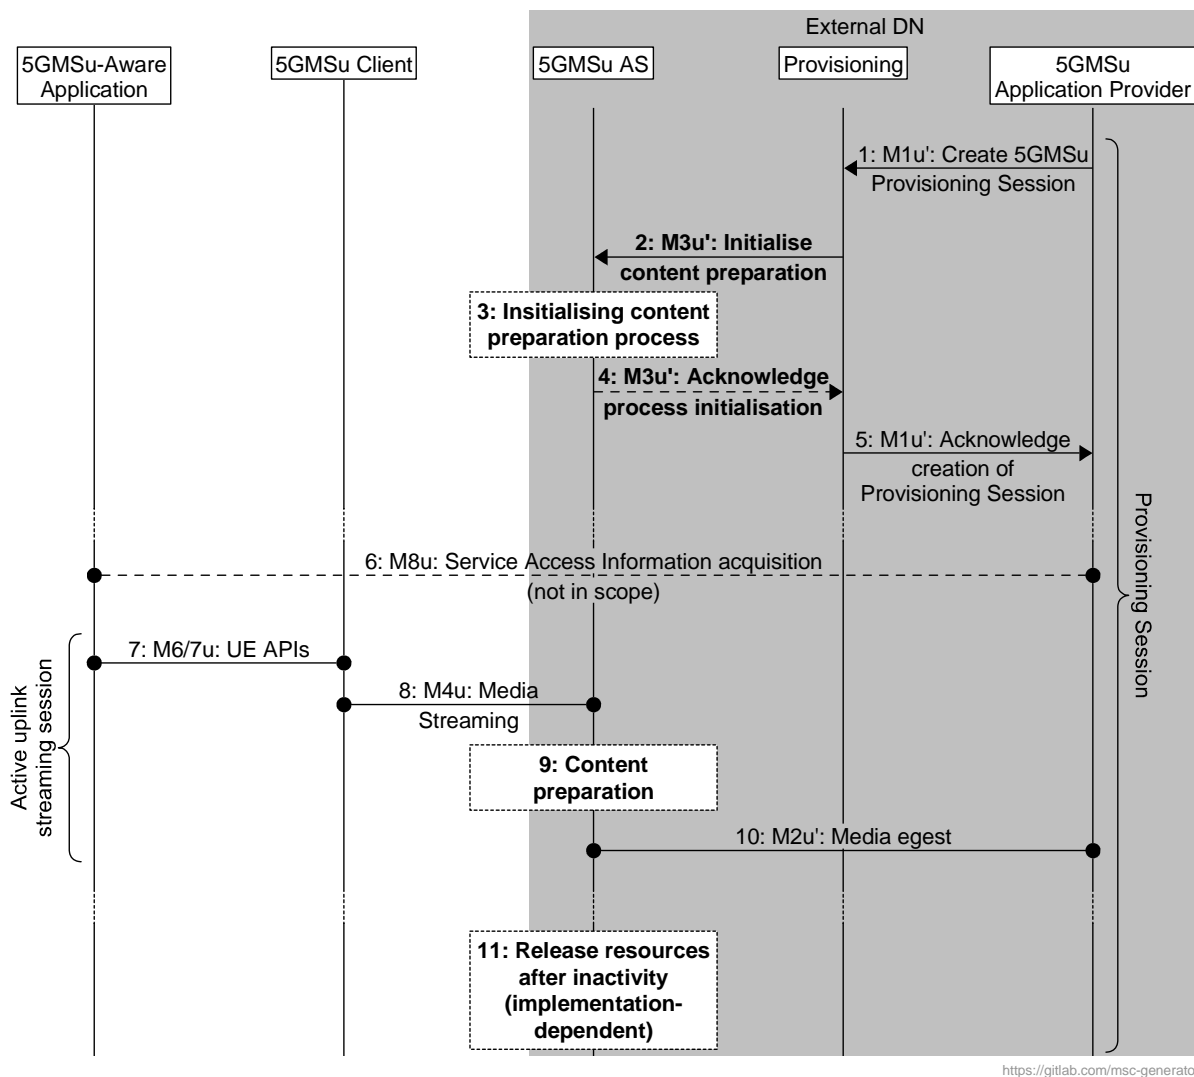 External DN
5GMSu-Aware
Application
5GMSu Client
5GMSu AS
Provisioning
5GMSu
Application Provider
1: M1u': Create 5GMSu
Provisioning Session
2: M3u': Initialise
content preparation
3: Insitialising content
preparation process
4: M3u': Acknowledge
process initialisation
5: M1u': Acknowledge
creation of
Provisioning Session
6: M8u: Service Access Information acquisition
(not in scope)
7: M6/7u: UE APIs
8: M4u: Media
Streaming
9: Content
preparation
10: M2u': Media egest
11: Release resources
after inactivity
(implementation-
dependent)
Active uplink
streaming session
Provisioning Session
https://gitlab.com/msc-generato